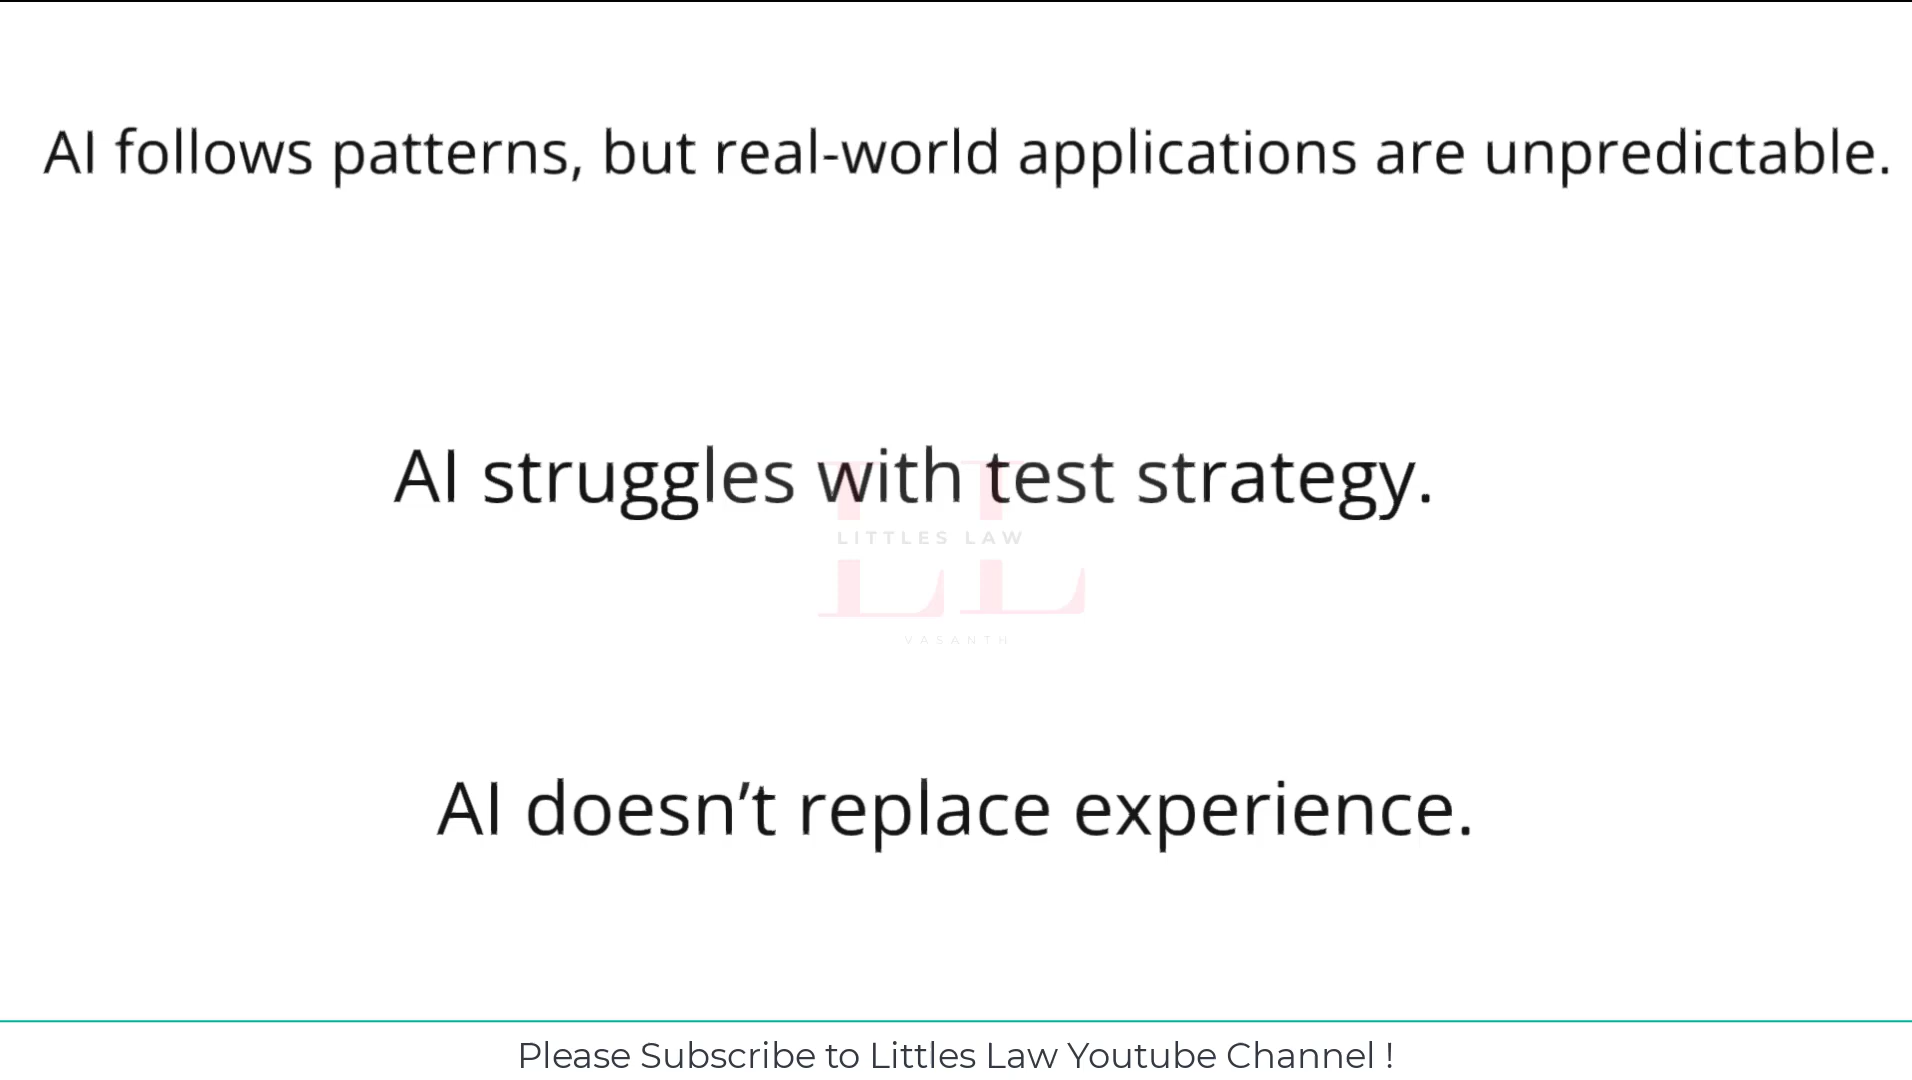 AI follows patterns, but real-world applications are unpredictable.
AI struggles with test strategy.
LITTLES LAW
VASANTH
AI doesn’t replace experience.
Please Subscribe to Littles Law Youtube Channel !